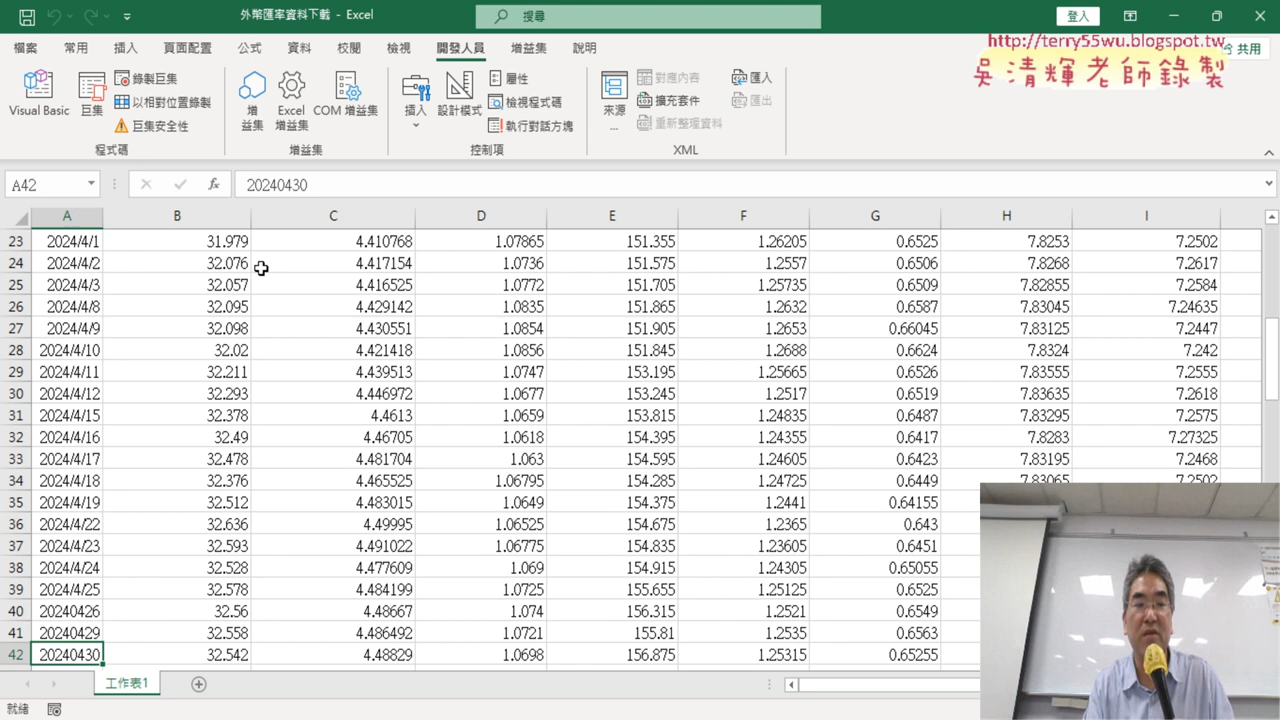 外幣匯率資料下載 - Excel
搜尋
登入
檔案 常用 插入 頁面配置 公式 資料 校閱 檢視 開發人員 增益集 說明
共用
http://terry55wu.blogspot.tw
吳清輝老師錄製
Visual Basic
巨集
錄製巨集
以相對位置錄製
巨集安全性
程式碼
增益集
Excel 增益集
COM 增益集
增益集
插入
設計模式
屬性
檢視程式碼
執行對話方塊
控制項
來源...
對應內容
擴充套件
重新整理資料
匯入
匯出
XML
A42 fx 20240430
A B C D E F G H I
23 2024/4/1 31.979 4.410768 1.07865 151.355 1.26205 0.6525 7.8253 7.2502
24 2024/4/2 32.076 4.417154 1.0736 151.575 1.2557 0.6506 7.8268 7.2617
25 2024/4/3 32.057 4.416525 1.0772 151.705 1.25735 0.6509 7.82855 7.2584
26 2024/4/8 32.095 4.429142 1.0835 151.865 1.2632 0.6587 7.83045 7.24635
27 2024/4/9 32.098 4.430551 1.0854 151.905 1.2653 0.66045 7.83125 7.2447
28 2024/4/10 32.02 4.421418 1.0856 151.845 1.2688 0.6624 7.8324 7.242
29 2024/4/11 32.211 4.439513 1.0747 153.195 1.25665 0.6526 7.83555 7.2555
30 2024/4/12 32.293 4.446972 1.0677 153.245 1.2517 0.6519 7.83635 7.2618
31 2024/4/15 32.378 4.4613 1.0659 153.815 1.24835 0.6487 7.83295 7.2575
32 2024/4/16 32.49 4.46705 1.0618 154.395 1.24355 0.6417 7.8283 7.27325
33 2024/4/17 32.478 4.481704 1.063 154.595 1.24605 0.6423 7.83195 7.2468
34 2024/4/18 32.376 4.465525 1.06795 154.285 1.24725 0.6449 7.83065 7.2502
35 2024/4/19 32.512 4.483015 1.0649 154.375 1.2441 0.64155
36 2024/4/22 32.636 4.49995 1.06525 154.675 1.2365 0.643
37 2024/4/23 32.593 4.491022 1.06775 154.835 1.23605 0.6451
38 2024/4/24 32.528 4.477609 1.069 154.915 1.24305 0.65055
39 2024/4/25 32.578 4.484199 1.0725 155.655 1.25125 0.6525
40 20240426 32.56 4.48667 1.074 156.315 1.2521 0.6549
41 20240429 32.558 4.486492 1.0721 155.81 1.2535 0.6563
42 20240430 32.542 4.48829 1.0698 156.875 1.25315 0.65255
工作表1
就緒